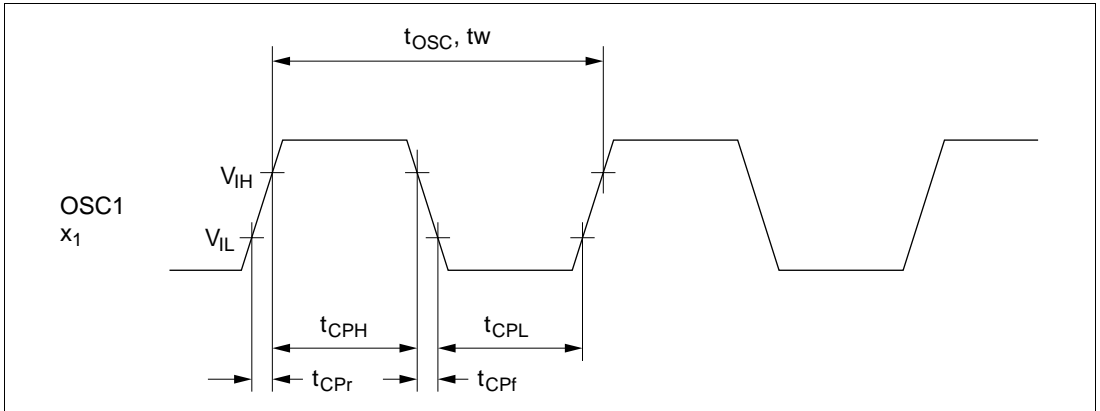 tOSC, tw
VIH
OSC1
x1
VIL
tCPH
tCPL
tCPr
tCPf